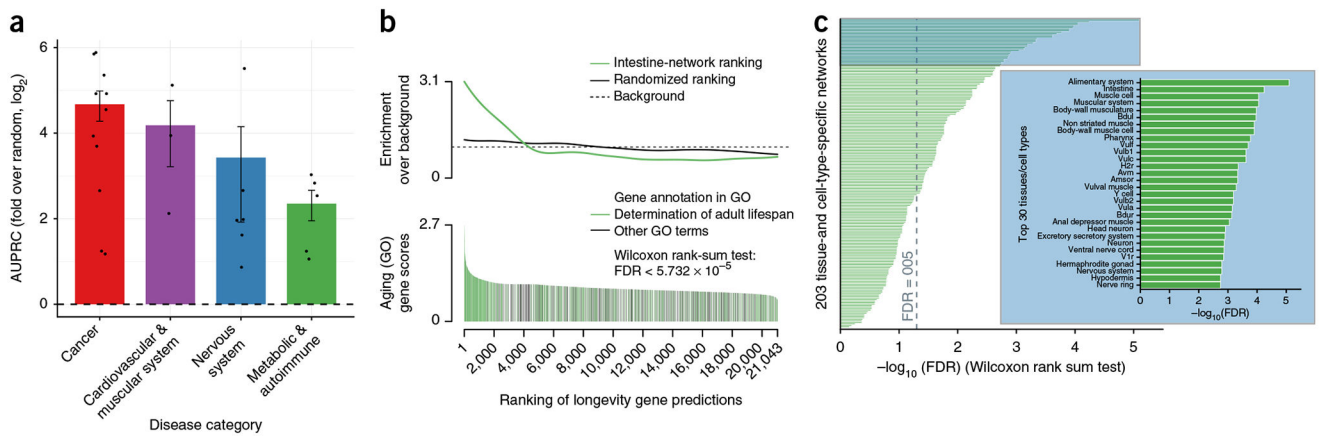 a
AUPRC (fold over random, log2)
6
4
2
0
Cancer
Cardiovascular &
muscular system
Nervous
system
Metabolic &
autoimmune
Disease category
b
Enrichment
over background
3.1
0
Intestine-network ranking
Randomized ranking
Background
Aging (GO)
gene scores
2.7
0
Gene annotation in GO
Determination of adult lifespan
Other GO terms
Wilcoxon rank-sum test:
FDR < 5.732 × 10–5
1
2,000
4,000
6,000
8,000
10,000
12,000
14,000
16,000
18,000
20,000
21,043
Ranking of longevity gene predictions
c
203 tissue-and cell-type-specific networks
FDR = 005
0
1
2
3
4
5
–log10 (FDR) (Wilcoxon rank sum test)
Top 30 tissues/cell types
Alimentary system
Intestine
Muscle cell
Muscular system
Body-wall musculature
Bdul
Non striated muscle
Body-wall muscle cell
Pharynx
Vulf
Vulb1
Vulc
H2r
Avm
Amsor
Vulval muscle
Y cell
Vulb2
Vula
Bdur
Anal depressor muscle
Head neuron
Excretory secretory system
Neuron
Ventral nerve cord
V1r
Hermaphrodite gonad
Nervous system
Hypodermis
Nerve ring
0
1
2
3
4
5
–log10(FDR)